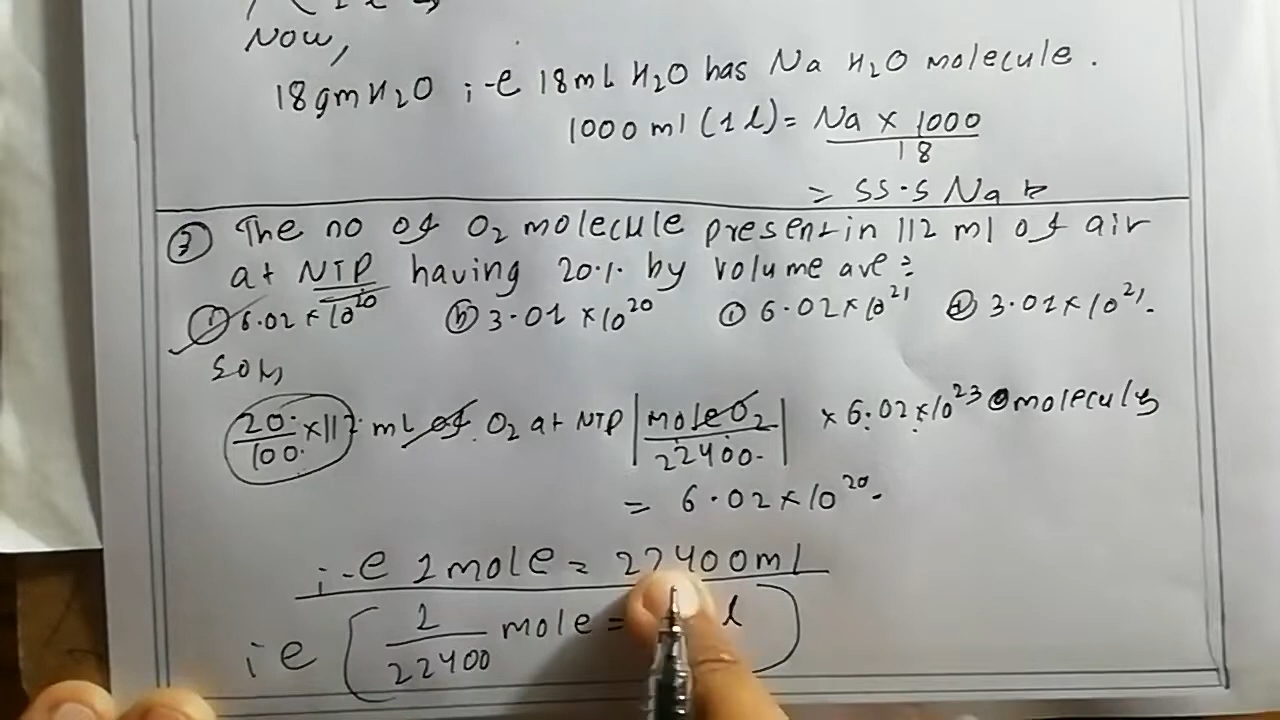 Now,
18gm H2O i-e 18mL H2O has Na H2O molecule.
1000 ml (1 l) = Na × 1000
18
= 55.5 Na
3 The no of O2 molecule present in 112 ml of air
at NTP having 20.1. by volume are:
6.02 × 10^20 b 3.01 × 10^20 6.02 × 10^21 d 3.01 × 10^21.
Soln
20 × 112 mL of O2 at NTP | mole O2 | × 6.02 × 10^23 molecules
100 22400
= 6.02 × 10^20.
i-e 1 mole = 22400 ml
ie ( 1 mole = l )
22400